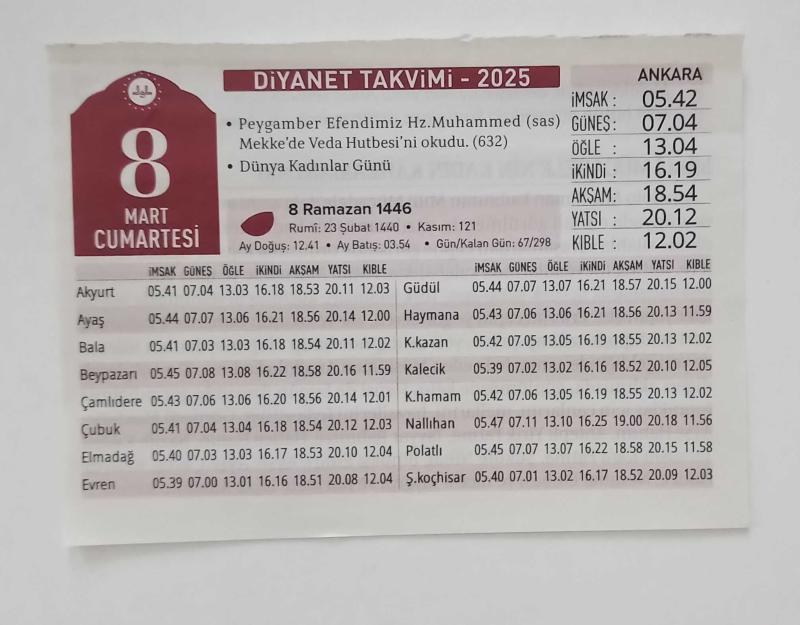 DİYANET TAKVİMİ - 2025
8
MART
CUMARTESİ
• Peygamber Efendimiz Hz.Muhammed (sas)
Mekke'de Veda Hutbesi'ni okudu. (632)
• Dünya Kadınlar Günü
8 Ramazan 1446
Rumî: 23 Şubat 1440 • Kasım: 121
Ay Doğuş: 12.41 • Ay Batış: 03.54 • Gün/Kalan Gün: 67/298
ANKARA
İMSAK : 05.42
GÜNEŞ : 07.04
ÖĞLE : 13.04
İKİNDİ : 16.19
AKŞAM : 18.54
YATSI : 20.12
KIBLE : 12.02
İMSAK GÜNEŞ ÖĞLE İKİNDİ AKŞAM YATSI KIBLE
Akyurt 05.41 07.04 13.03 16.18 18.53 20.11 12.03
Ayaş 05.44 07.07 13.06 16.21 18.56 20.14 12.00
Bala 05.41 07.03 13.03 16.18 18.54 20.11 12.02
Beypazarı 05.45 07.08 13.08 16.22 18.58 20.16 11.59
Çamlıdere 05.43 07.06 13.06 16.20 18.56 20.14 12.01
Çubuk 05.41 07.04 13.04 16.18 18.54 20.12 12.03
Elmadağ 05.40 07.03 13.03 16.17 18.53 20.10 12.04
Evren 05.39 07.00 13.01 16.16 18.51 20.08 12.04
İMSAK GÜNEŞ ÖĞLE İKİNDİ AKŞAM YATSI KIBLE
Güdül 05.44 07.07 13.07 16.21 18.57 20.15 12.00
Haymana 05.43 07.06 13.06 16.21 18.56 20.13 11.59
K.kazan 05.42 07.05 13.05 16.19 18.55 20.13 12.02
Kalecik 05.39 07.02 13.02 16.16 18.52 20.10 12.05
K.hamam 05.42 07.06 13.05 16.19 18.55 20.13 12.02
Nallıhan 05.47 07.11 13.10 16.25 19.00 20.18 11.56
Polatlı 05.45 07.07 13.07 16.22 18.58 20.15 11.58
Ş.koçhisar 05.40 07.01 13.02 16.17 18.52 20.09 12.03